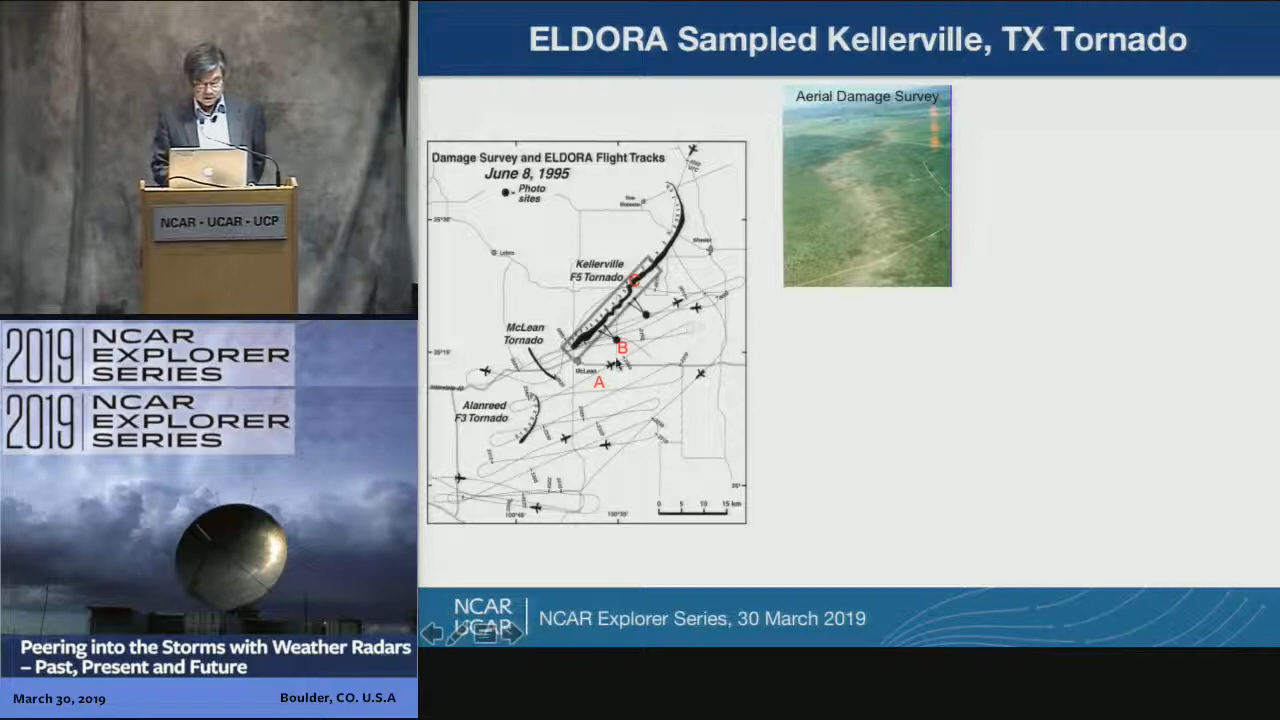 ELDORA Sampled Kellerville, TX Tornado
Aerial Damage Survey
Damage Survey and ELDORA Flight Tracks
June 8, 1995
Photo
sites
Kellerville
F5 Tornado
C
McLean
Tornado
B
McLean
A
Alanreed
F3 Tornado
Wheeler
0 5 10 15 km
NCAR
UCAR
NCAR Explorer Series, 30 March 2019
NCAR • UCAR • UCP
2019 NCAR
EXPLORER
SERIES
2019 NCAR
EXPLORER
SERIES
Peering into the Storms with Weather Radars
– Past, Present and Future
March 30, 2019 Boulder, CO. U.S.A